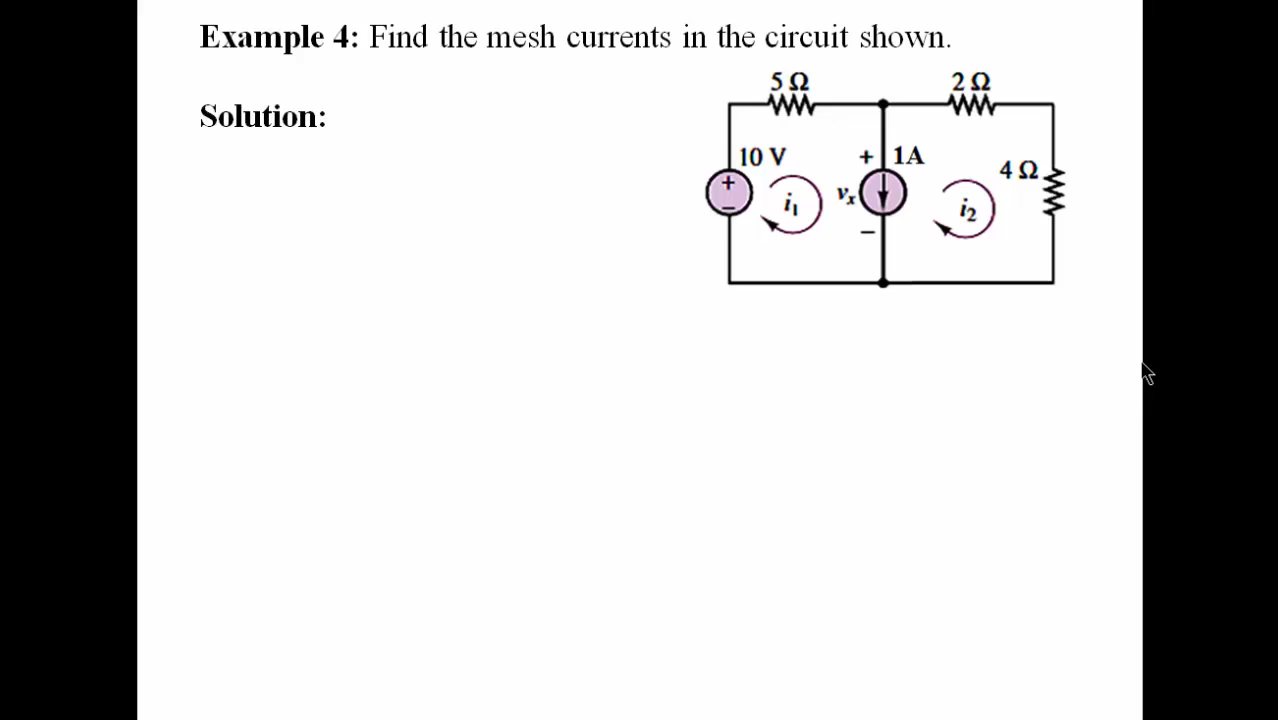 Example 4: Find the mesh currents in the circuit shown.
Solution:
5 Ω
2 Ω
10 V
+ 1A
4 Ω
+
−
i₁
vₓ
i₂
−